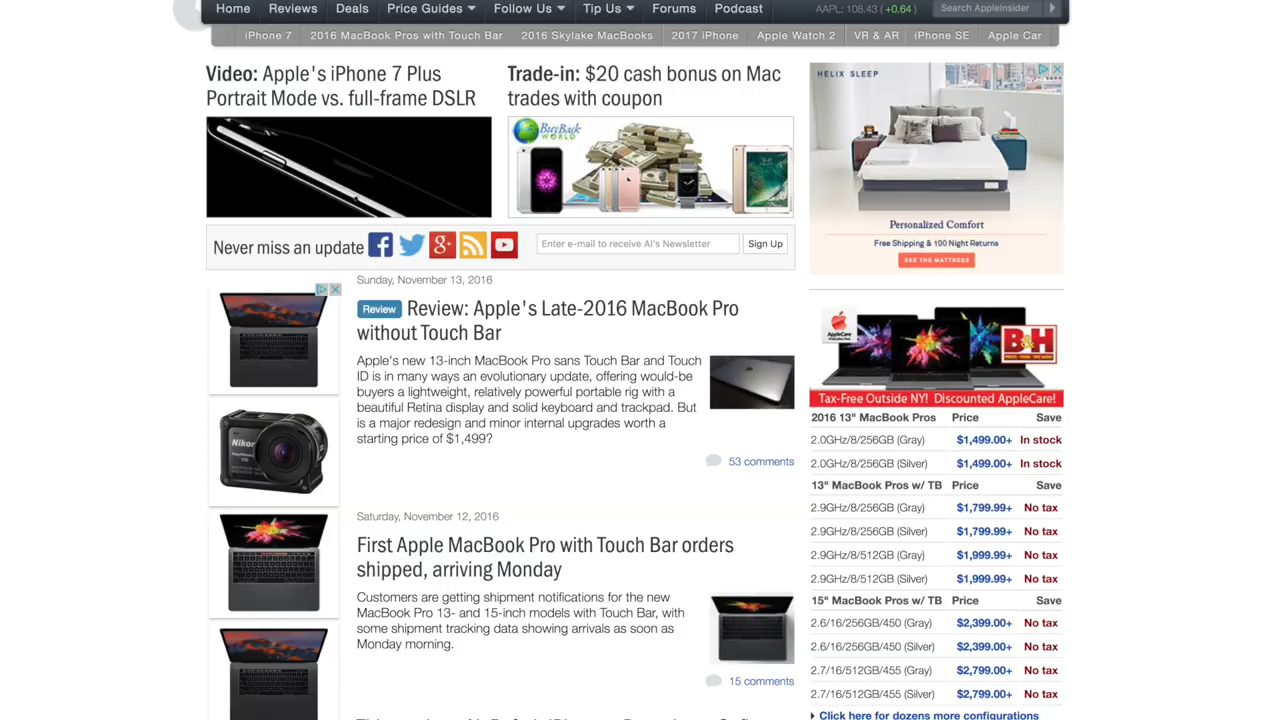 Home Reviews Deals Price Guides Follow Us Tip Us Forums Podcast AAPL: 108.43 ( +0.64 ) Search AppleInsider
iPhone 7 2016 MacBook Pros with Touch Bar 2016 Skylake MacBooks 2017 iPhone Apple Watch 2 VR & AR iPhone SE Apple Car
Video: Apple's iPhone 7 Plus
Portrait Mode vs. full-frame DSLR
Trade-in: $20 cash bonus on Mac
trades with coupon
BuyBack
WORLD
Never miss an update
Enter e-mail to receive AI's Newsletter Sign Up
Sunday, November 13, 2016
Review Review: Apple's Late-2016 MacBook Pro
without Touch Bar
Apple's new 13-inch MacBook Pro sans Touch Bar and Touch
ID is in many ways an evolutionary update, offering would-be
buyers a lightweight, relatively powerful portable rig with a
beautiful Retina display and solid keyboard and trackpad. But
is a major redesign and minor internal upgrades worth a
starting price of $1,499?
53 comments
Nikon
Saturday, November 12, 2016
First Apple MacBook Pro with Touch Bar orders
shipped, arriving Monday
Customers are getting shipment notifications for the new
MacBook Pro 13- and 15-inch models with Touch Bar, with
some shipment tracking data showing arrivals as soon as
Monday morning.
15 comments
HELIX SLEEP
Personalized Comfort
Free Shipping & 100 Night Returns
SEE THE MATTRESS
AppleCare
B&H
Tax-Free Outside NY! Discounted AppleCare!
2016 13" MacBook Pros Price Save
2.0GHz/8/256GB (Gray) $1,499.00+ In stock
2.0GHz/8/256GB (Silver) $1,499.00+ In stock
13" MacBook Pros w/ TB Price Save
2.9GHz/8/256GB (Gray) $1,799.99+ No tax
2.9GHz/8/256GB (Silver) $1,799.99+ No tax
2.9GHz/8/512GB (Gray) $1,999.99+ No tax
2.9GHz/8/512GB (Silver) $1,999.99+ No tax
15" MacBook Pros w/ TB Price Save
2.6/16/256GB/450 (Gray) $2,399.00+ No tax
2.6/16/256GB/450 (Silver) $2,399.00+ No tax
2.7/16/512GB/455 (Gray) $2,799.00+ No tax
2.7/16/512GB/455 (Silver) $2,799.00+ No tax
Click here for dozens more configurations